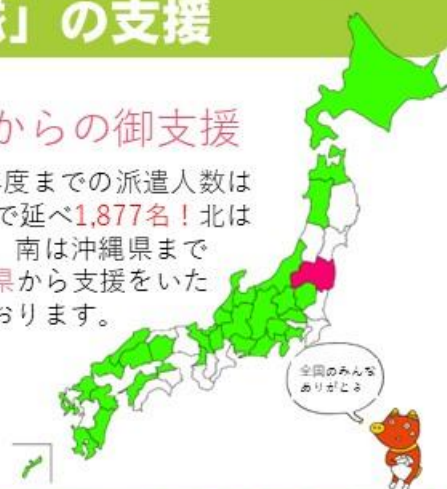 」の支援
からの御支援
度までの派遣人数は
で延べ1,877名!北は
南は沖縄県まで
県から支援をいた
おります。
全国のみんな
ありがとよ